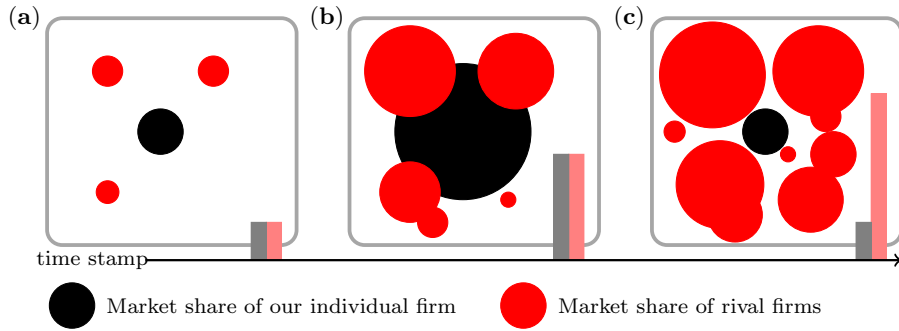 (a) (b) (c)
time stamp
Market share of our individual firm Market share of rival firms